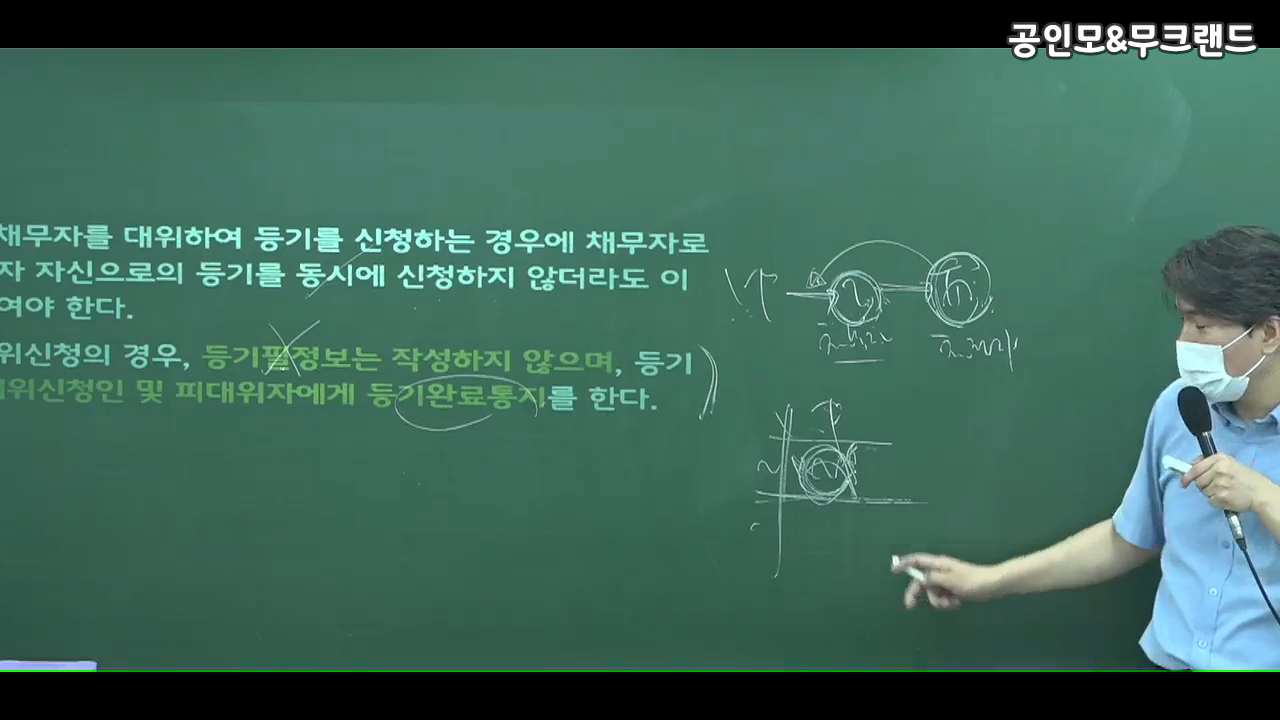 공인모&무크랜드
채무자를 대위하여 등기를 신청하는 경우에 채무자로
자 자신으로의 등기를 동시에 신청하지 않더라도 이
여야 한다.
위신청의 경우, 등기필정보는 작성하지 않으며, 등기
위신청인 및 피대위자에게 등기완료통지를 한다.